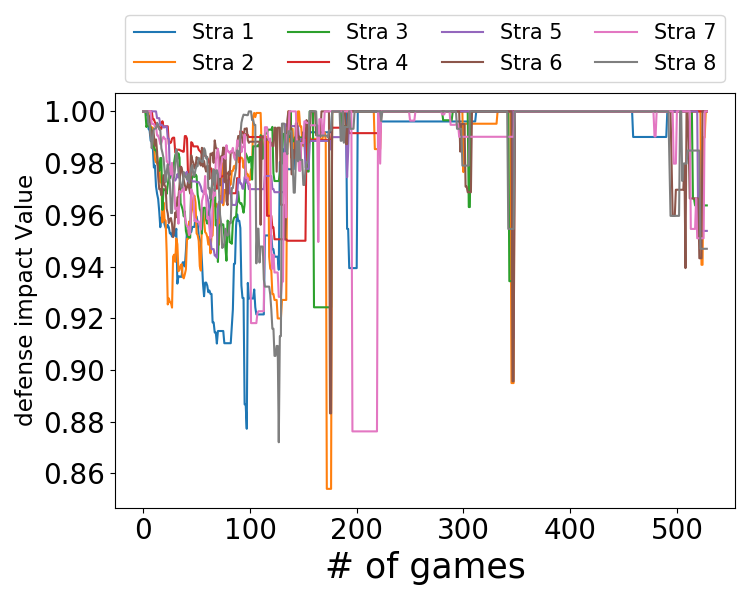 Stra 1 Stra 3 Stra 5 Stra 7
Stra 2 Stra 4 Stra 6 Stra 8
1.00
0.98
0.96
0.94
0.92
0.90
0.88
0.86
defense impact Value
0 100 200 300 400 500
# of games